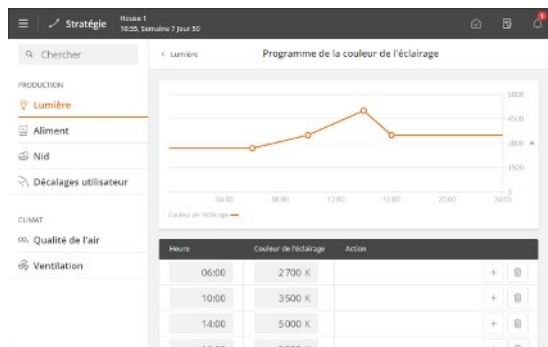 Stratégie
House 1
10:55, Semaine 7 Jour 50
1
Chercher
< Lumière
Programme de la couleur de l'éclairage
PRODUCTION
Lumière
Aliment
Nid
Décalages utilisateur
CLIMAT
CO₂ Qualité de l'air
Ventilation
6000
4500
3000
K
1500
0
04:00 08:00 12:00 16:00 20:00 24:00
Couleur de l'éclairage
Heure Couleur de l'éclairage Action
06:00 2700 K
10:00 3500 K
14:00 5000 K